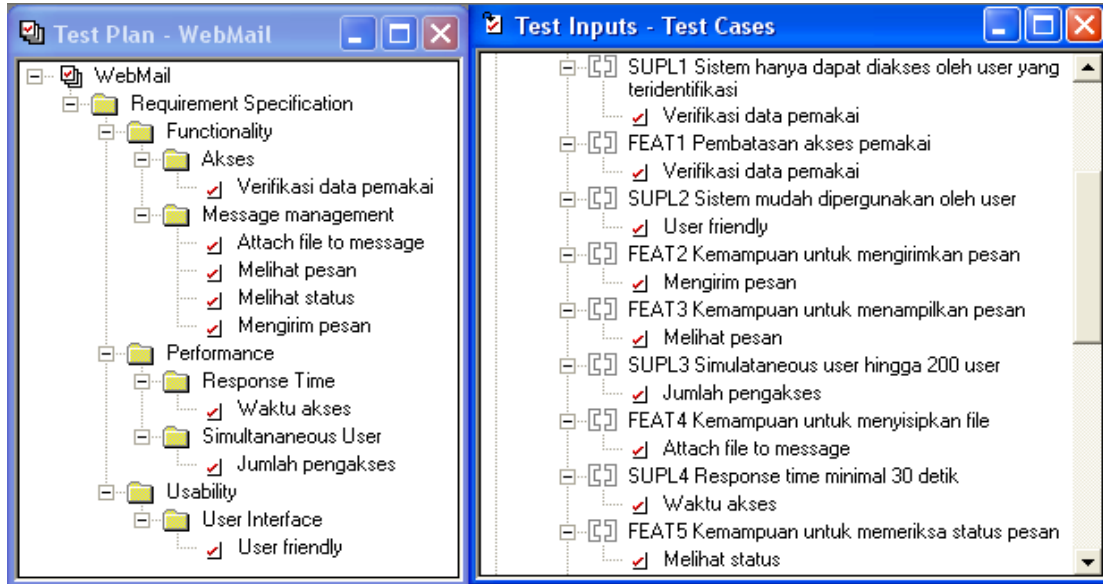 Test Plan - WebMail
WebMail
Requirement Specification
Functionality
Akses
Verifikasi data pemakai
Message management
Attach file to message
Melihat pesan
Melihat status
Mengirim pesan
Performance
Response Time
Waktu akses
Simultananeous User
Jumlah pengakses
Usability
User Interface
User friendly
Test Inputs - Test Cases
SUPL1 Sistem hanya dapat diakses oleh user yang
teridentifikasi
Verifikasi data pemakai
FEAT1 Pembatasan akses pemakai
Verifikasi data pemakai
SUPL2 Sistem mudah dipergunakan oleh user
User friendly
FEAT2 Kemampuan untuk mengirimkan pesan
Mengirim pesan
FEAT3 Kemampuan untuk menampilkan pesan
Melihat pesan
SUPL3 Simulataneous user hingga 200 user
Jumlah pengakses
FEAT4 Kemampuan untuk menyisipkan file
Attach file to message
SUPL4 Response time minimal 30 detik
Waktu akses
FEAT5 Kemampuan untuk memeriksa status pesan
Melihat status